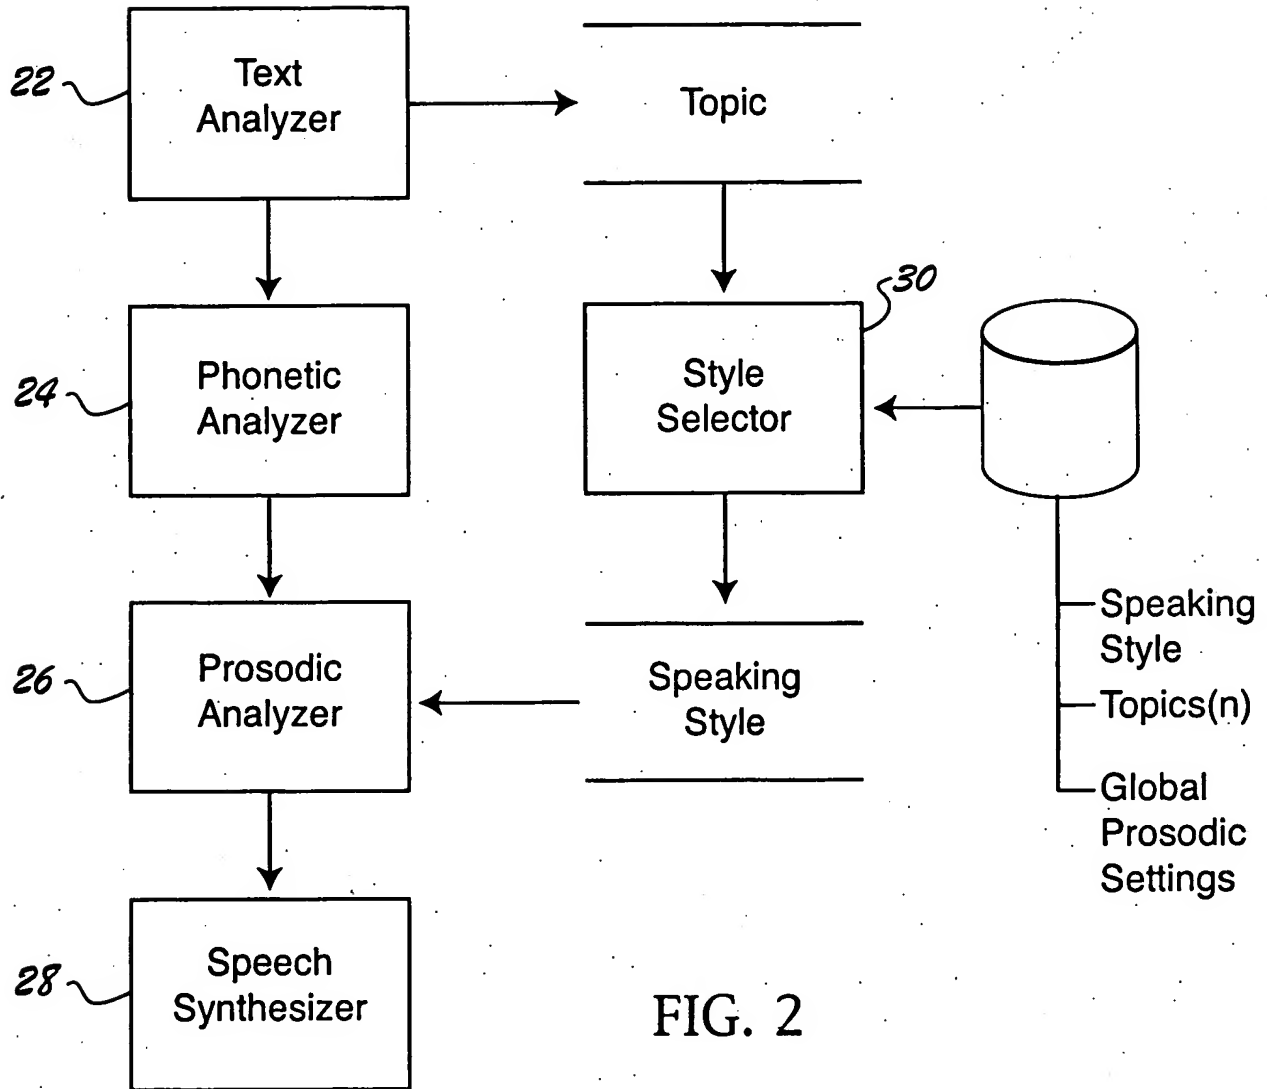 22
Text
Analyzer
Topic
24
Phonetic
Analyzer
30
Style
Selector
26
Prosodic
Analyzer
Speaking
Style
Speaking
Style
Topics(n)
Global
Prosodic
Settings
28
Speech
Synthesizer
FIG. 2